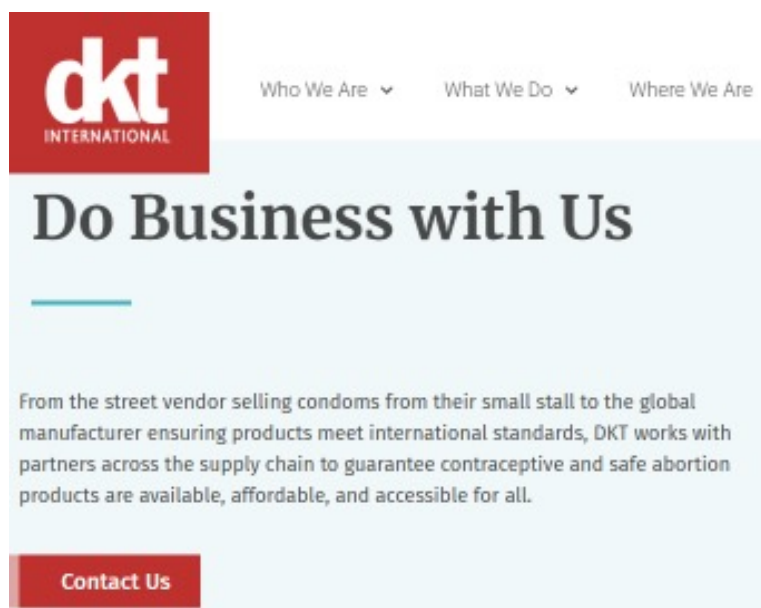 dkt
INTERNATIONAL
Who We Are What We Do Where We Are
Do Business with Us
From the street vendor selling condoms from their small stall to the global
manufacturer ensuring products meet international standards, DKT works with
partners across the supply chain to guarantee contraceptive and safe abortion
products are available, affordable, and accessible for all.
Contact Us